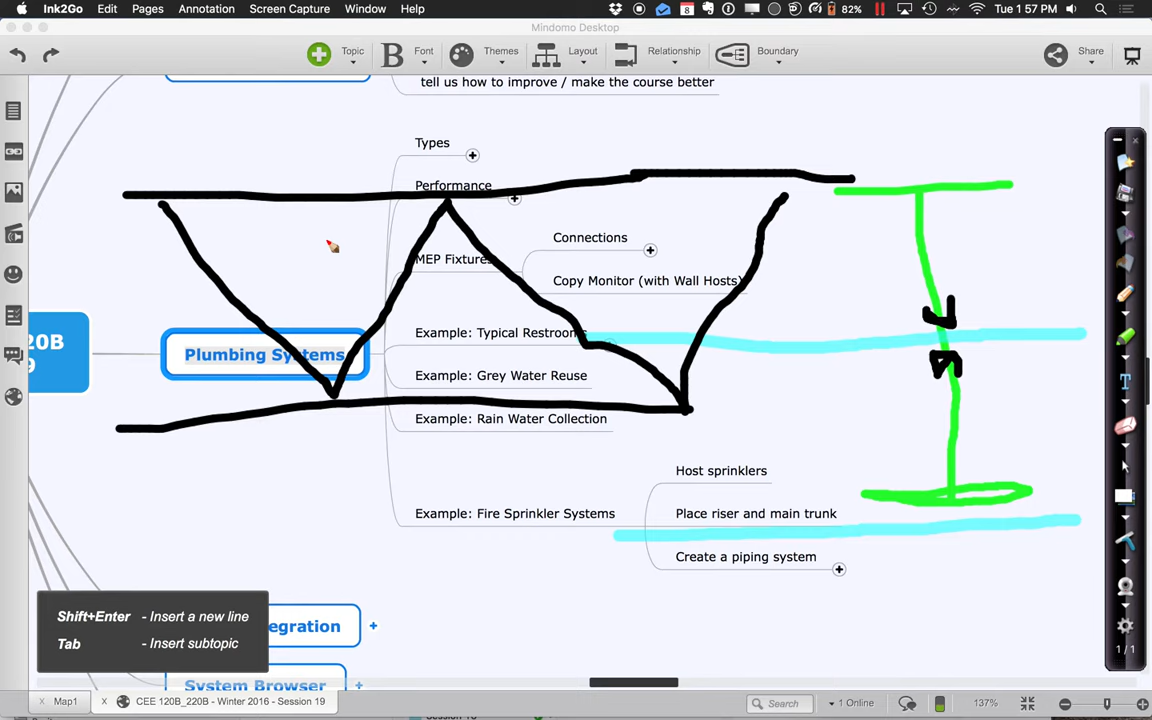 Ink2Go Edit Pages Annotation Screen Capture Window Help
8 82% Tue 1 57 PM
Mindomo Desktop
Topic B Font Themes Layout Relationship Boundary Share
tell us how to improve / make the course better
Types
Performance
Connections
MEP Fixtures
Copy Monitor (with Wall Hosts)
Example: Typical Restrooms
20B
9
Plumbing Systems
Example: Grey Water Reuse
Example: Rain Water Collection
Host sprinklers
Example: Fire Sprinkler Systems
Place riser and main trunk
Create a piping system
Shift+Enter - Insert a new line
Tab - Insert subtopic
tegration
System Browser
T
1 / 1
Map1 CEE 120B_220B - Winter 2016 - Session 19
Search 1 Online 137%